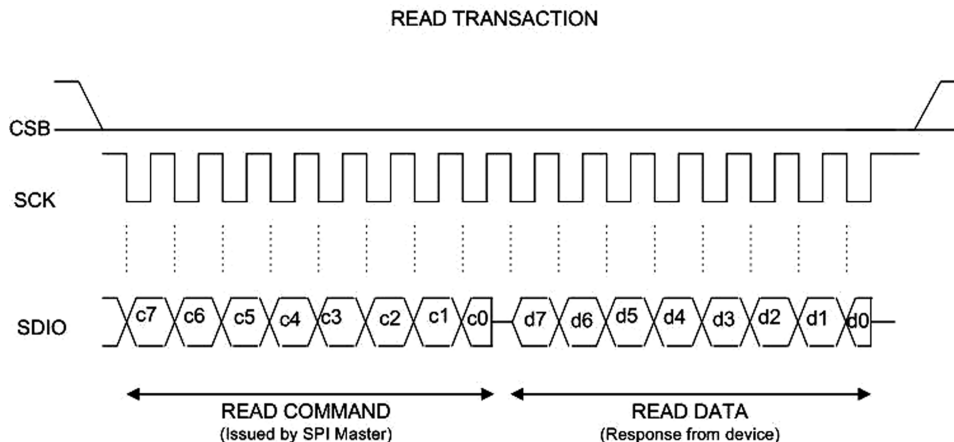 READ TRANSACTION
CSB
SCK
SDIO
c7 c6 c5 c4 c3 c2 c1 c0 d7 d6 d5 d4 d3 d2 d1 d0
READ COMMAND
(Issued by SPI Master)
READ DATA
(Response from device)